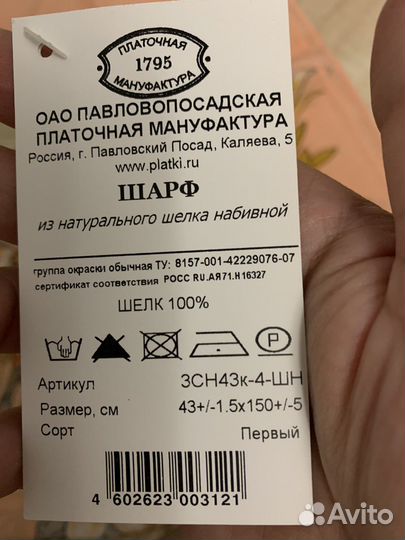 ПЛАТОЧНАЯ
1795
МАНУФАКТУРА
ОАО ПАВЛОВОПОСАДСКАЯ
ПЛАТОЧНАЯ МАНУФАКТУРА
Россия, г. Павловский Посад, Каляева, 5
www.platki.ru
ШАРФ
из натурального шелка набивной
группа окраски обычная ТУ: 8157-001-42229076-07
сертификат соответствия РОСС RU.АЯ71.Н16327
ШЕЛК 100%
P
Артикул 3СН43к-4-ШН
Размер, см 43+/-1.5х150+/-5
Сорт Первый
4 602623 003121
Avito